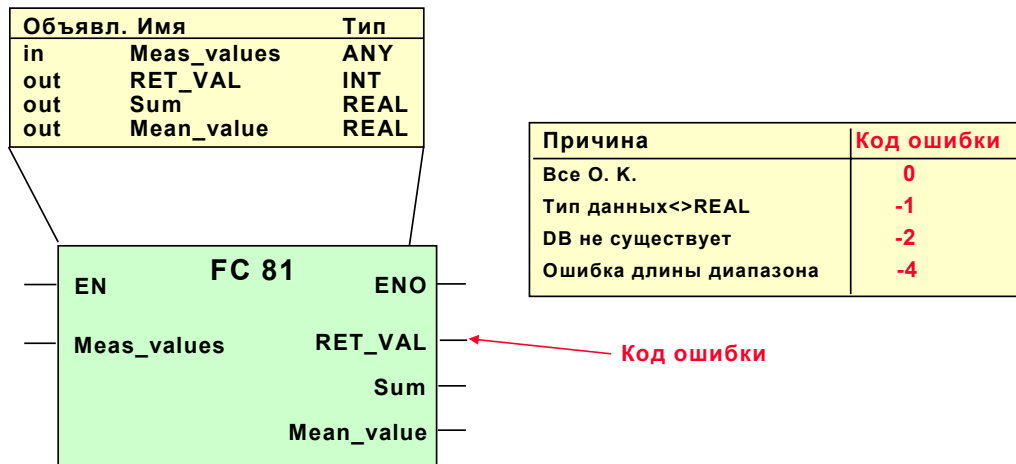 Объявл. Имя Тип
in Meas_values ANY
out RET_VAL INT
out Sum REAL
out Mean_value REAL
Причина Код ошибки
Все О. К. 0
Тип данных<>REAL -1
DB не существует -2
Ошибка длины диапазона -4
FC 81
EN ENO
Meas_values RET_VAL
Код ошибки
Sum
Mean_value